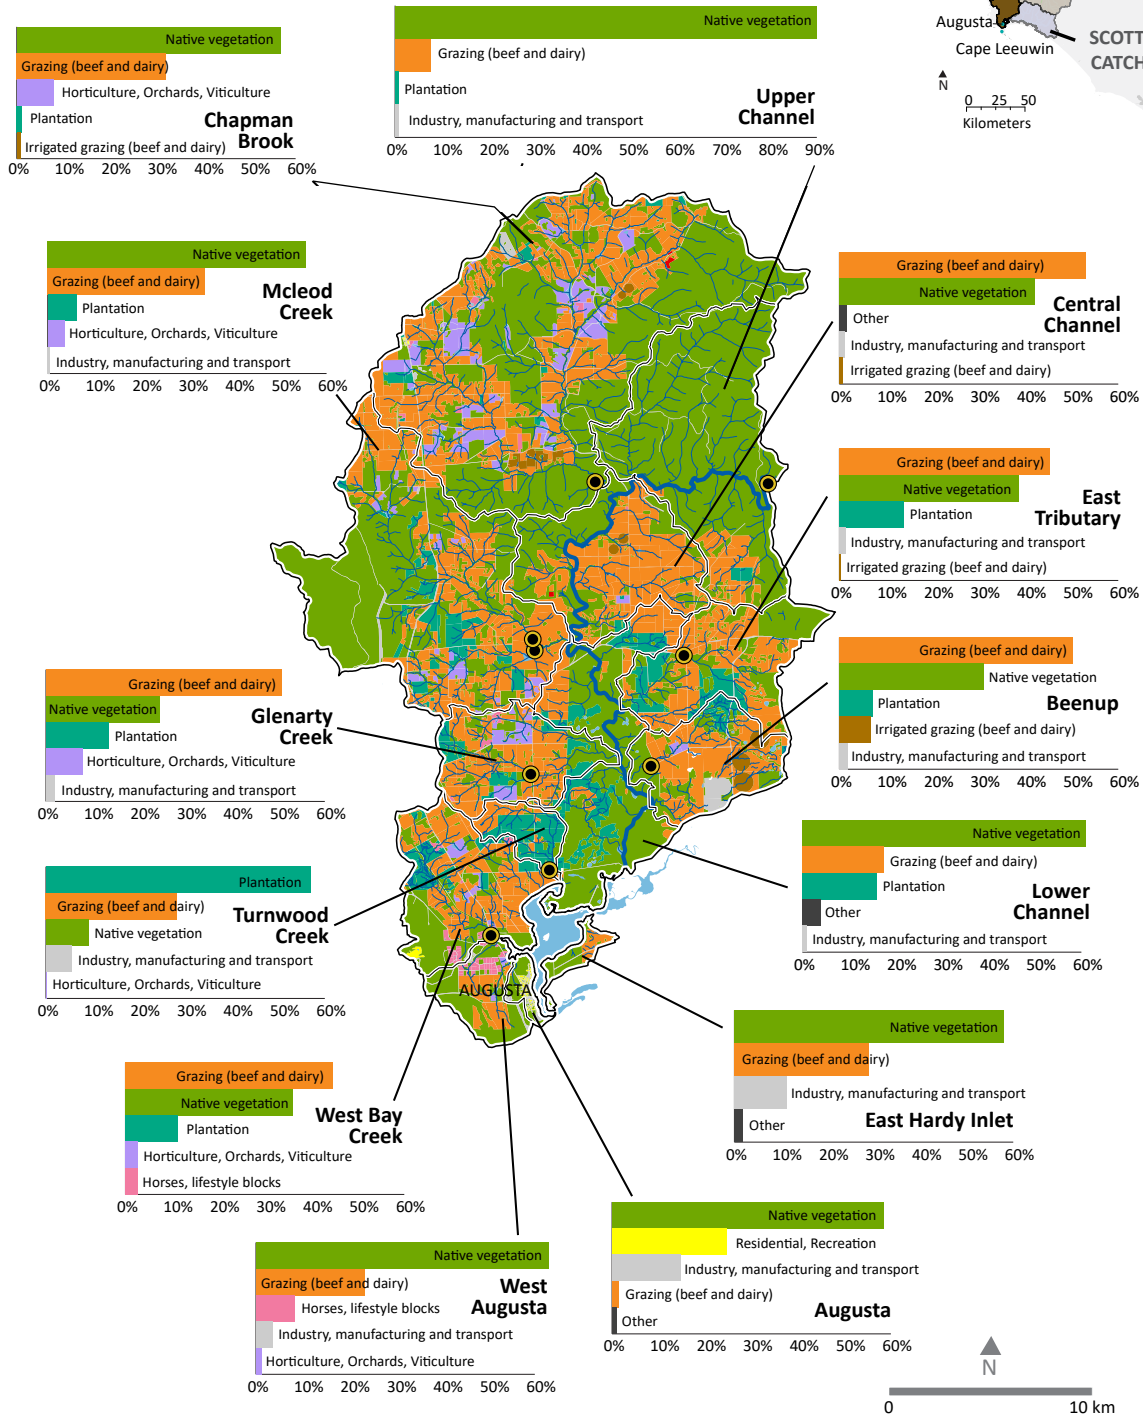 Native vegetation
Grazing (beef and dairy)
Horticulture, Orchards, Viticulture
Plantation
Irrigated grazing (beef and dairy)
Chapman
Brook
0% 10% 20% 30% 40% 50% 60%
Native vegetation
Grazing (beef and dairy)
Plantation
Industry, manufacturing and transport
Upper
Channel
0% 10% 20% 30% 40% 50% 60% 70% 80% 90%
Augusta
Cape Leeuwin
SCOTT
CATCH
N
0 25 50
Kilometers
Native vegetation
Grazing (beef and dairy)
Plantation
Horticulture, Orchards, Viticulture
Industry, manufacturing and transport
Mcleod
Creek
0% 10% 20% 30% 40% 50% 60%
Grazing (beef and dairy)
Native vegetation
Other
Industry, manufacturing and transport
Irrigated grazing (beef and dairy)
Central
Channel
0% 10% 20% 30% 40% 50% 60%
Grazing (beef and dairy)
Native vegetation
Plantation
Industry, manufacturing and transport
Irrigated grazing (beef and dairy)
East
Tributary
0% 10% 20% 30% 40% 50% 60%
Grazing (beef and dairy)
Native vegetation
Plantation
Irrigated grazing (beef and dairy)
Industry, manufacturing and transport
Beenup
0% 10% 20% 30% 40% 50% 60%
Grazing (beef and dairy)
Native vegetation
Plantation
Horticulture, Orchards, Viticulture
Industry, manufacturing and transport
Glenarty
Creek
0% 10% 20% 30% 40% 50% 60%
Native vegetation
Grazing (beef and dairy)
Plantation
Other
Industry, manufacturing and transport
Lower
Channel
0% 10% 20% 30% 40% 50% 60%
Plantation
Grazing (beef and dairy)
Native vegetation
Industry, manufacturing and transport
Horticulture, Orchards, Viticulture
Turnwood
Creek
0% 10% 20% 30% 40% 50% 60%
AUGUSTA
Native vegetation
Grazing (beef and dairy)
Industry, manufacturing and transport
Other
East Hardy Inlet
0% 10% 20% 30% 40% 50% 60%
Grazing (beef and dairy)
Native vegetation
Plantation
Horticulture, Orchards, Viticulture
Horses, lifestyle blocks
West Bay
Creek
0% 10% 20% 30% 40% 50% 60%
Native vegetation
Residential, Recreation
Industry, manufacturing and transport
Grazing (beef and dairy)
Other
Augusta
0% 10% 20% 30% 40% 50% 60%
Native vegetation
Grazing (beef and dairy)
Horses, lifestyle blocks
Industry, manufacturing and transport
Horticulture, Orchards, Viticulture
West
Augusta
0% 10% 20% 30% 40% 50% 60%
N
0 10 km